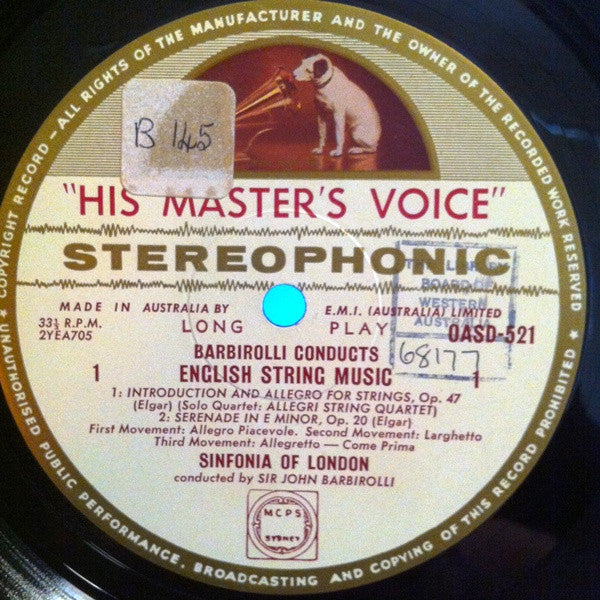 UNAUTHORISED PUBLIC PERFORMANCE, BROADCASTING AND COPYING OF THIS RECORD PROHIBITED • COPYRIGHT RECORD — ALL RIGHTS OF THE MANUFACTURER AND THE OWNER OF THE RECORDED WORK RESERVED •
B 145
"HIS MASTER'S VOICE"
STEREOPHONIC
MADE IN AUSTRALIA BY E.M.I. (AUSTRALIA) LIMITED
33⅓ R.P.M. LONG PLAY OASD-521
2YEA705
BOARD OF
WESTERN
AUSTRALIA
68177
BARBIROLLI CONDUCTS
1 ENGLISH STRING MUSIC 1
1: INTRODUCTION AND ALLEGRO FOR STRINGS, Op. 47
(Elgar) (Solo Quartet: ALLEGRI STRING QUARTET)
2: SERENADE IN E MINOR, Op. 20 (Elgar)
First Movement: Allegro Piacevole. Second Movement: Larghetto
Third Movement: Allegretto — Come Prima
SINFONIA OF LONDON
conducted by SIR JOHN BARBIROLLI
MCPS
SYDNEY